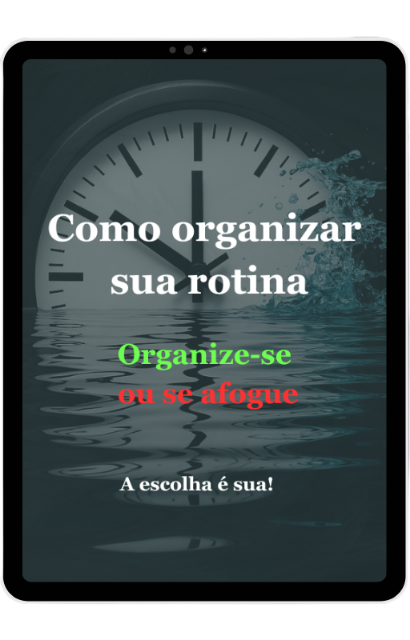 Como organizar
sua rotina
Organize-se
ou se afogue
A escolha é sua!